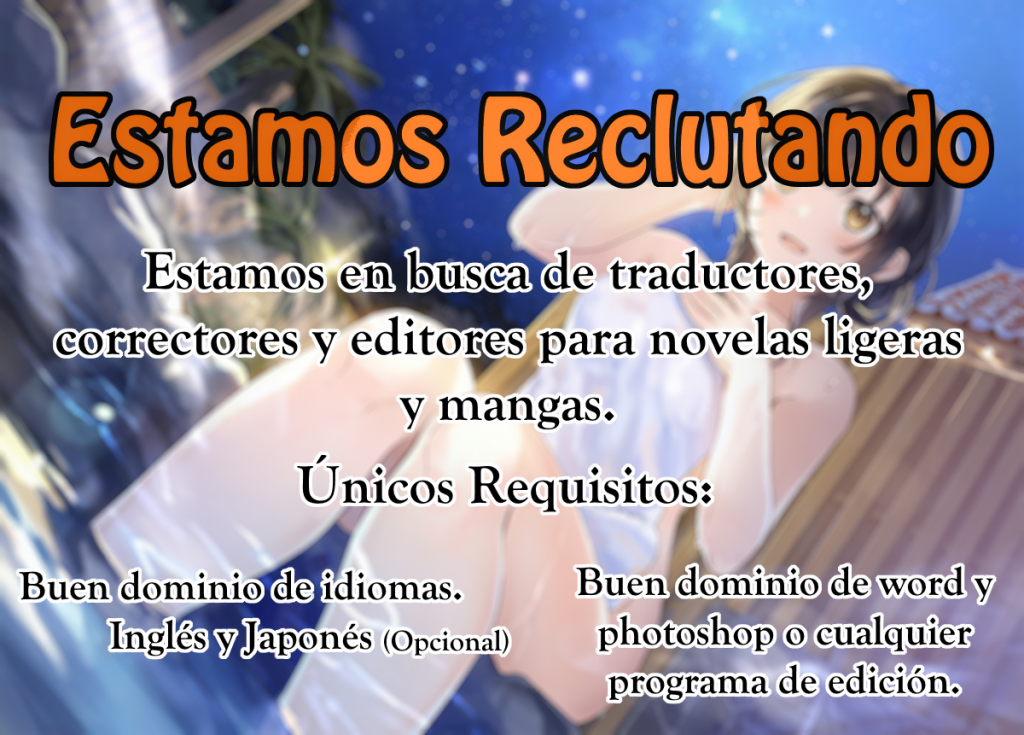 Estamos Reclutando
Estamos en busca de traductores,
correctores y editores para novelas ligeras
y mangas.
Únicos Requisitos:
Buen dominio de idiomas.
Inglés y Japonés (Opcional)
Buen dominio de word y
photoshop o cualquier
programa de edición.